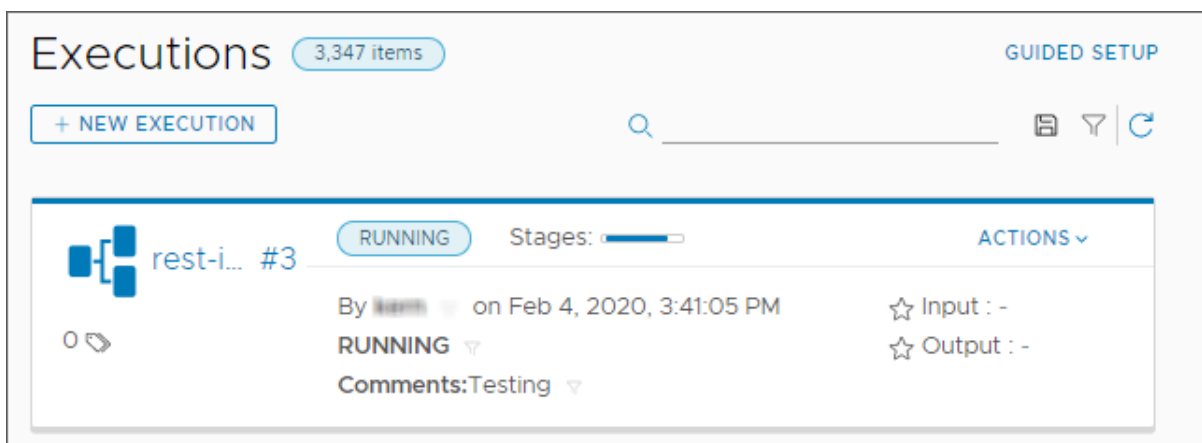 Executions 3,347 items GUIDED SETUP
+ NEW EXECUTION
rest-i... #3 RUNNING Stages: ACTIONS
By on Feb 4, 2020, 3:41:05 PM Input : -
0 RUNNING Output : -
Comments:Testing